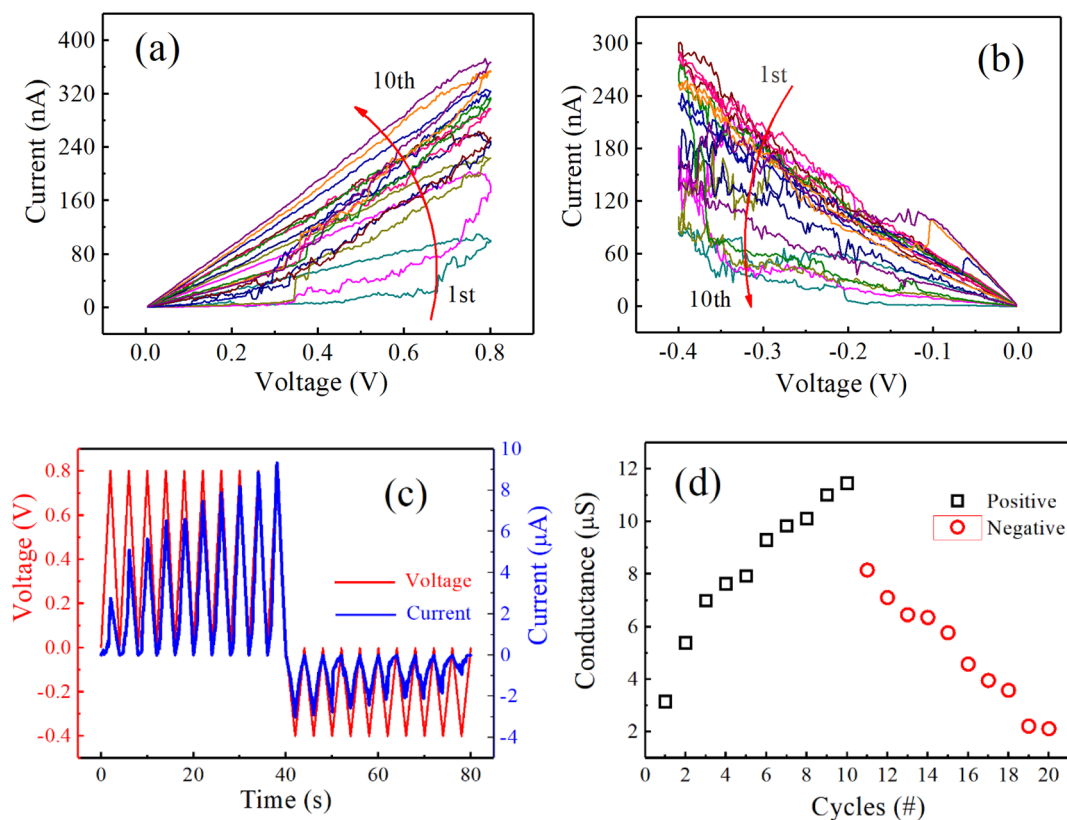 (a)
10th
1st
400
320
240
160
80
0
Current (nA)
0.0 0.2 0.4 0.6 0.8
Voltage (V)
(b)
1st
10th
300
240
180
120
60
0
Current (nA)
-0.4 -0.3 -0.2 -0.1 0.0
Voltage (V)
(c)
Voltage
Current
0.8
0.6
0.4
0.2
0.0
-0.2
-0.4
Voltage (V)
10
8
6
4
2
0
-2
-4
Current (μA)
0 20 40 60 80
Time (s)
(d)
Positive
Negative
12
10
8
6
4
2
Conductance (μS)
0 2 4 6 8 10 12 14 16 18 20
Cycles (#)